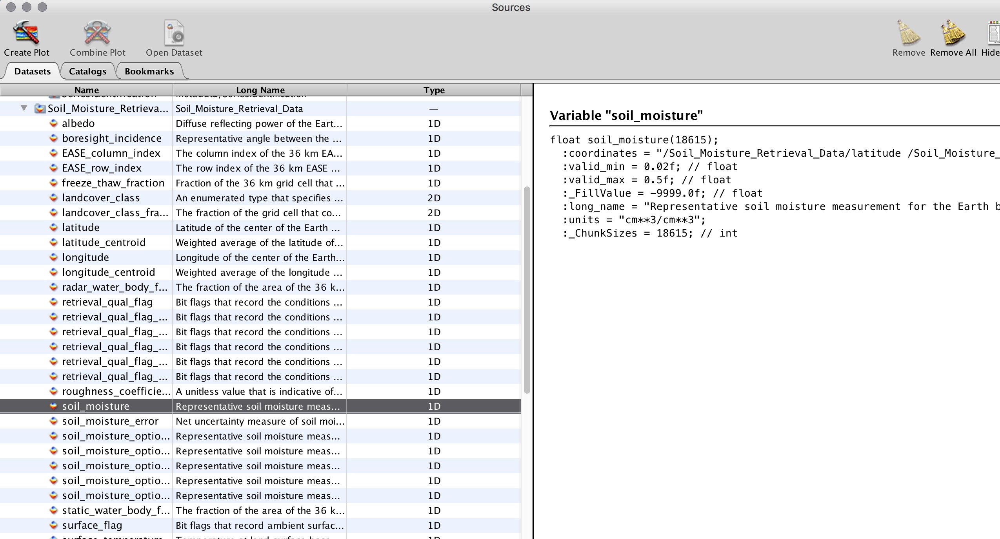 Sources
Create Plot
Combine Plot
Open Dataset
Remove
Remove All
Hide
Datasets
Catalogs
Bookmarks
Name Long Name Type
Soil_Moisture_Retrieva... Soil_Moisture_Retrieval_Data —
albedo Diffuse reflecting power of the Eart... 1D
boresight_incidence Representative angle between the ... 1D
EASE_column_index The column index of the 36 km EA... 1D
EASE_row_index The row index of the 36 km EASE ... 1D
freeze_thaw_fraction Fraction of the 36 km grid cell that ... 1D
landcover_class An enumerated type that specifies ... 2D
landcover_class_fra... The fraction of the grid cell that co... 2D
latitude Latitude of the center of the Earth ... 1D
latitude_centroid Weighted average of the latitude of... 1D
longitude Longitude of the center of the Earth... 1D
longitude_centroid Weighted average of the longitude ... 1D
radar_water_body_f... The fraction of the area of the 36 k... 1D
retrieval_qual_flag Bit flags that record the conditions ... 1D
retrieval_qual_flag_... Bit flags that record the conditions ... 1D
retrieval_qual_flag_... Bit flags that record the conditions ... 1D
retrieval_qual_flag_... Bit flags that record the conditions ... 1D
retrieval_qual_flag_... Bit flags that record the conditions ... 1D
retrieval_qual_flag_... Bit flags that record the conditions ... 1D
roughness_coefficie... A unitless value that is indicative of... 1D
soil_moisture Representative soil moisture meas... 1D
soil_moisture_error Net uncertainty measure of soil moi... 1D
soil_moisture_optio... Representative soil moisture meas... 1D
soil_moisture_optio... Representative soil moisture meas... 1D
soil_moisture_optio... Representative soil moisture meas... 1D
soil_moisture_optio... Representative soil moisture meas... 1D
soil_moisture_optio... Representative soil moisture meas... 1D
static_water_body_f... The fraction of the area of the 36 k... 1D
surface_flag Bit flags that record ambient surfac... 1D
Variable "soil_moisture"
float soil_moisture(18615);
:coordinates = "/Soil_Moisture_Retrieval_Data/latitude /Soil_Moisture_
:valid_min = 0.02f; // float
:valid_max = 0.5f; // float
:_FillValue = -9999.0f; // float
:long_name = "Representative soil moisture measurement for the Earth b
:units = "cm**3/cm**3";
:_ChunkSizes = 18615; // int